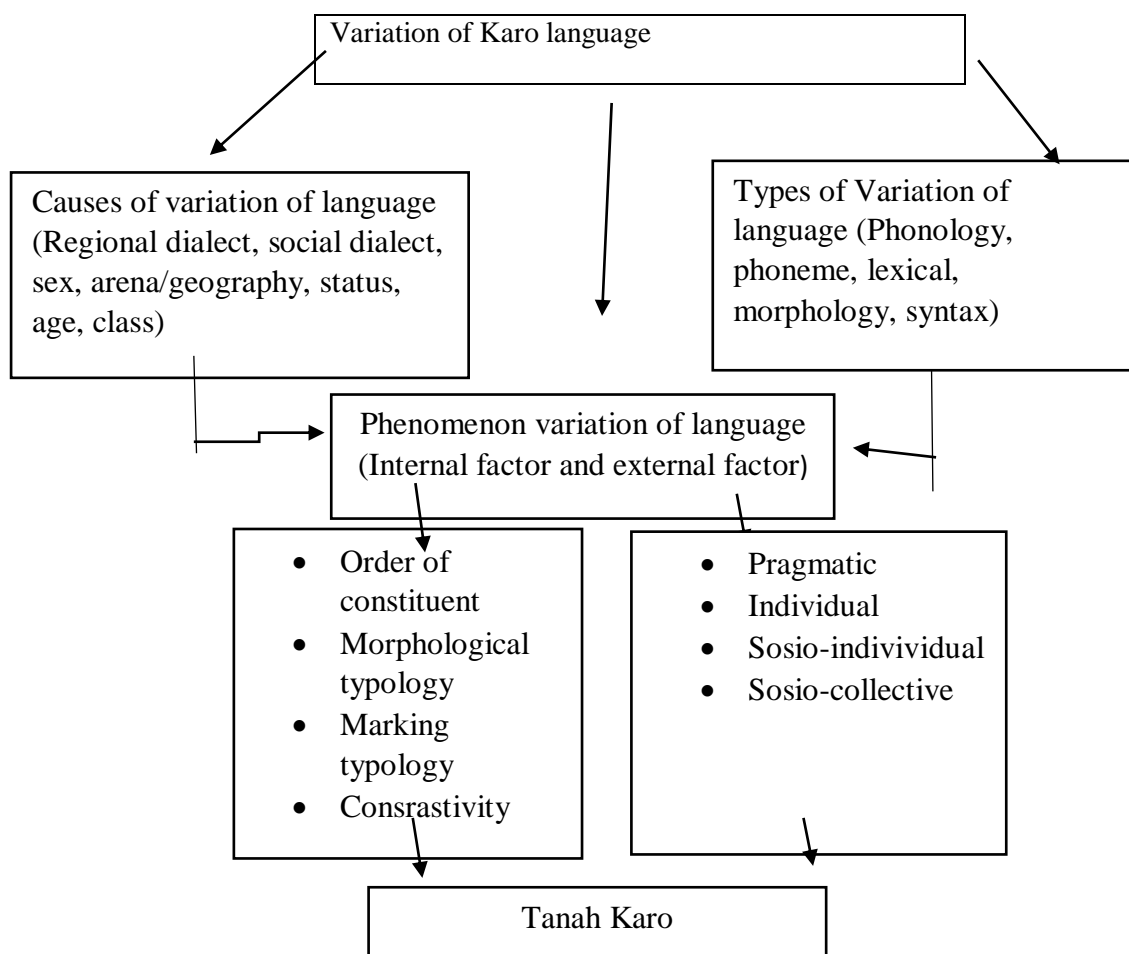 Variation of Karo language
Causes of variation of language
(Regional dialect, social dialect,
sex, arena/geography, status,
age, class)
Types of Variation of
language (Phonology,
phoneme, lexical,
morphology, syntax)
Phenomenon variation of language
(Internal factor and external factor)
• Order of
constituent
• Morphological
typology
• Marking
typology
• Consrastivity
• Pragmatic
• Individual
• Sosio-indivividual
• Sosio-collective
Tanah Karo